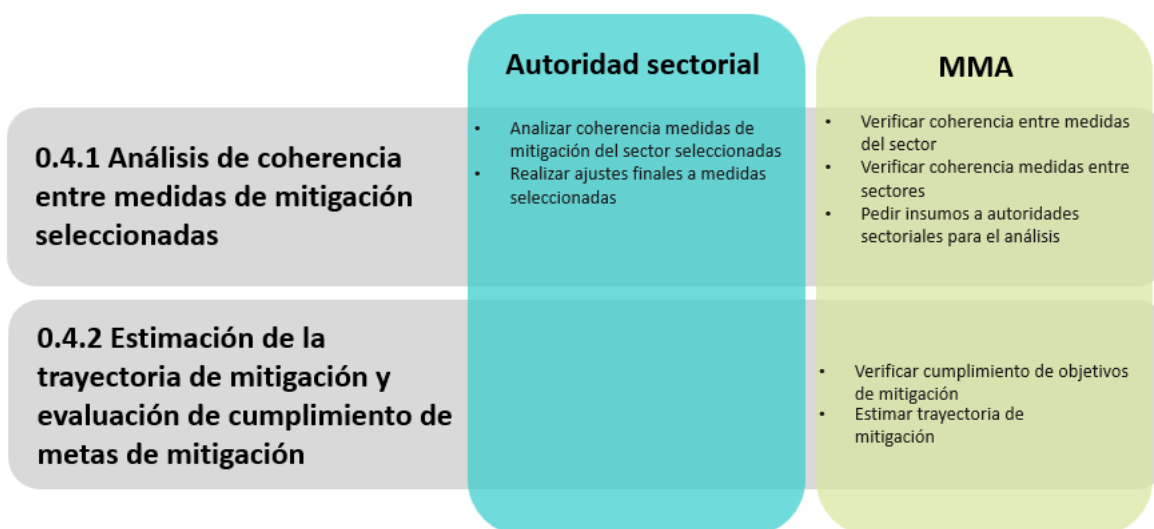 Autoridad sectorial
MMA
0.4.1 Análisis de coherencia
entre medidas de mitigación
seleccionadas
• Analizar coherencia medidas de
mitigación del sector seleccionadas
• Realizar ajustes finales a medidas
seleccionadas
• Verificar coherencia entre medidas
del sector
• Verificar coherencia medidas entre
sectores
• Pedir insumos a autoridades
sectoriales para el análisis
0.4.2 Estimación de la
trayectoria de mitigación y
evaluación de cumplimiento de
metas de mitigación
• Verificar cumplimiento de objetivos
de mitigación
• Estimar trayectoria de
mitigación